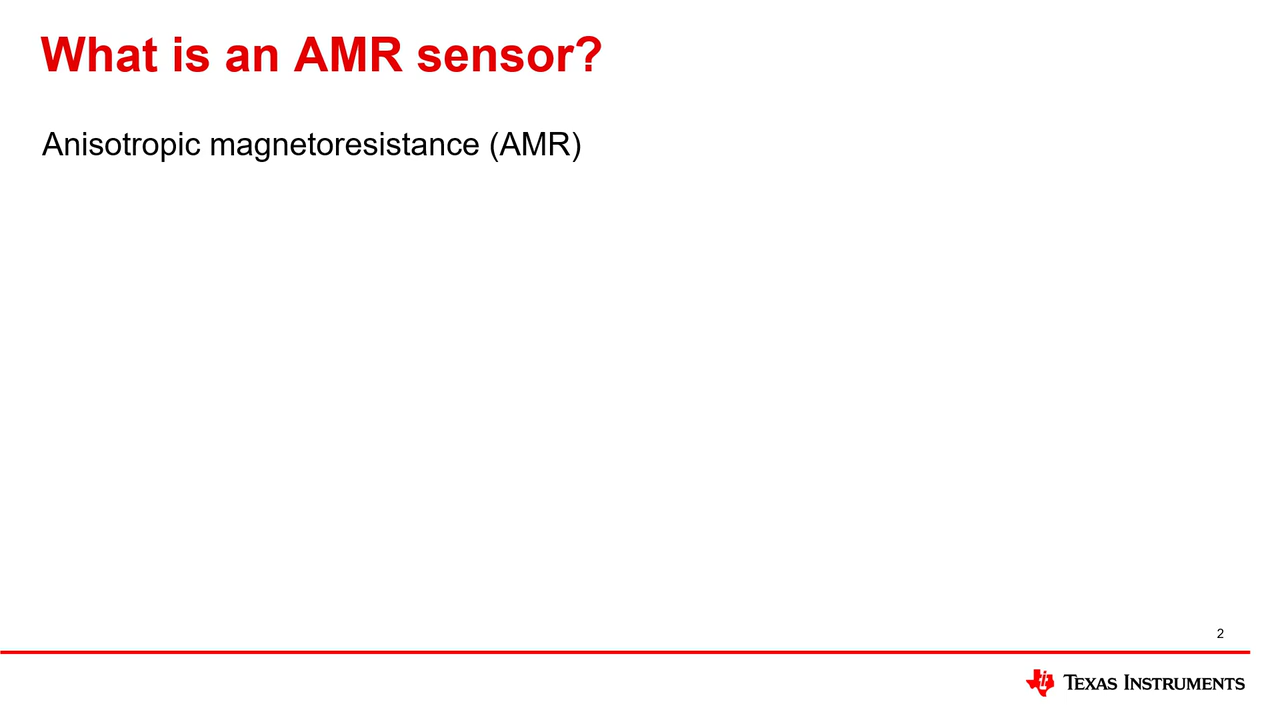 What is an AMR sensor?
Anisotropic magnetoresistance (AMR)
2
TEXAS INSTRUMENTS